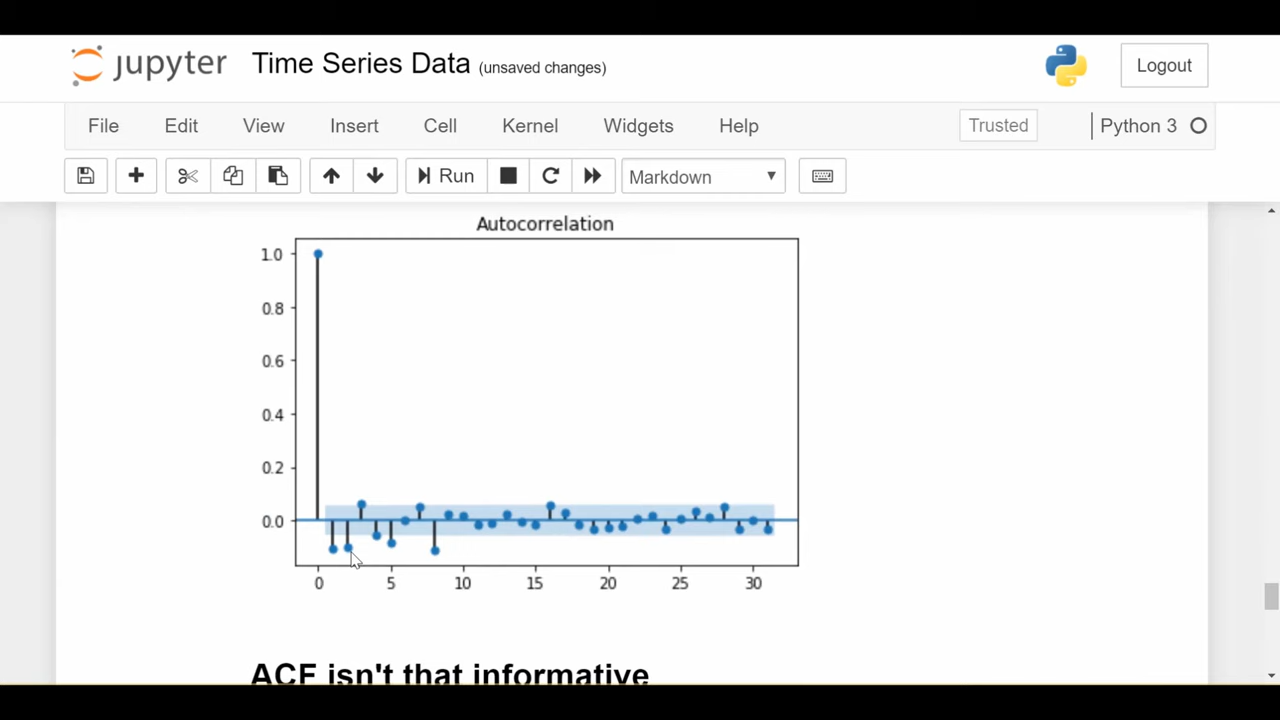 jupyter Time Series Data (unsaved changes) Logout
File Edit View Insert Cell Kernel Widgets Help Trusted Python 3
Run Markdown
Autocorrelation
1.0
0.8
0.6
0.4
0.2
0.0
0 5 10 15 20 25 30
ACF isn't that informative